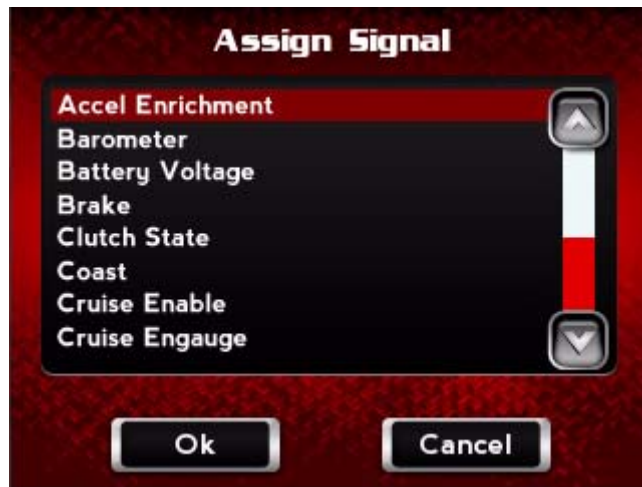 Assign Signal
Accel Enrichment
Barometer
Battery Voltage
Brake
Clutch State
Coast
Cruise Enable
Cruise Engauge
Ok
Cancel